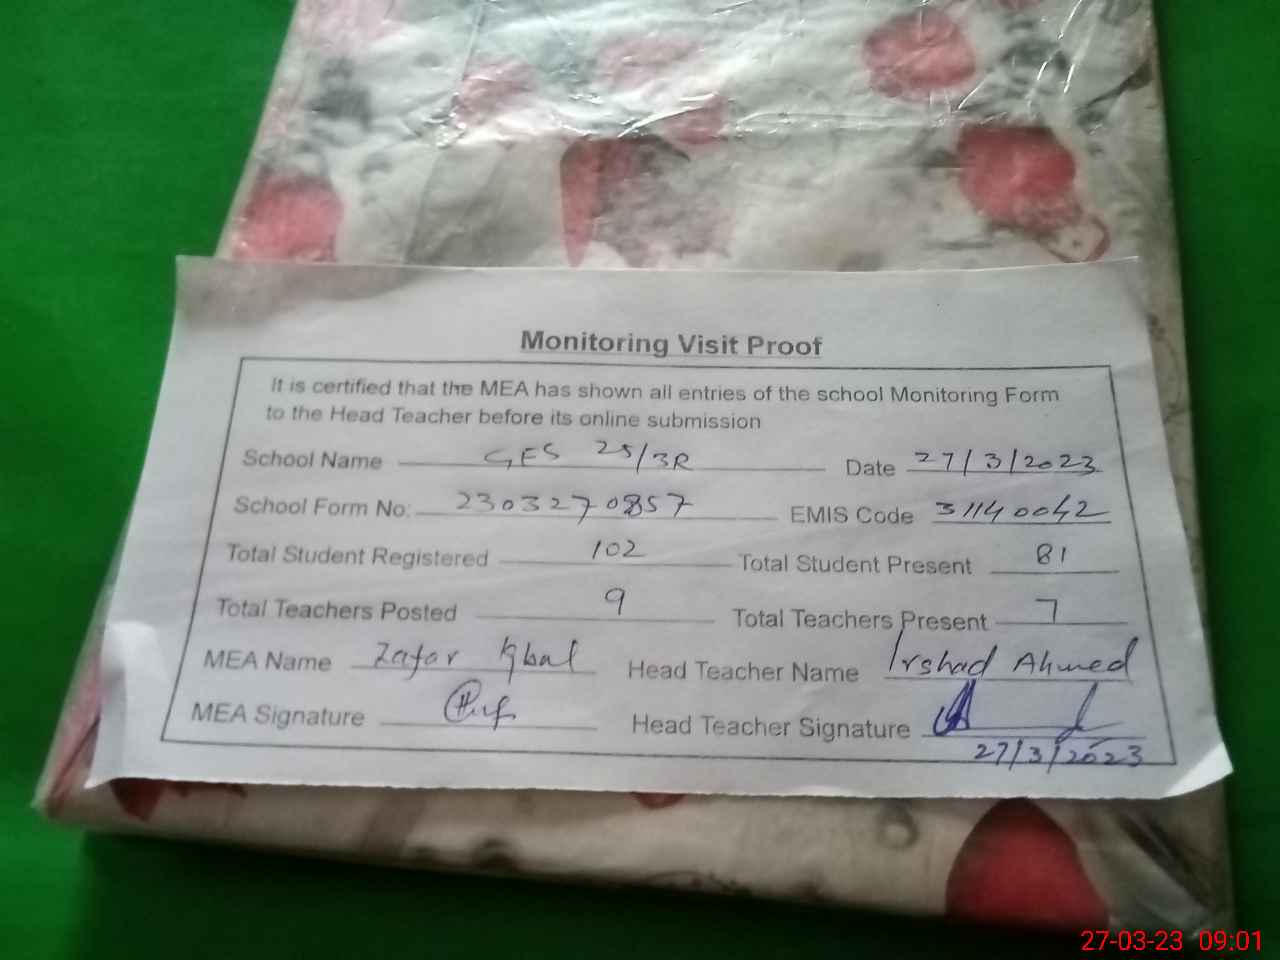 Monitoring Visit Proof
It is certified that the MEA has shown all entries of the school Monitoring Form
to the Head Teacher before its online submission
School Name GES 25/3R Date 27/3/2023
School Form No: 2303270857 EMIS Code 31140042
Total Student Registered 102 Total Student Present 81
Total Teachers Posted 9 Total Teachers Present 7
MEA Name Zafar Iqbal Head Teacher Name Irshad Ahmed
MEA Signature Head Teacher Signature
27/3/2023
27-03-23 09:01